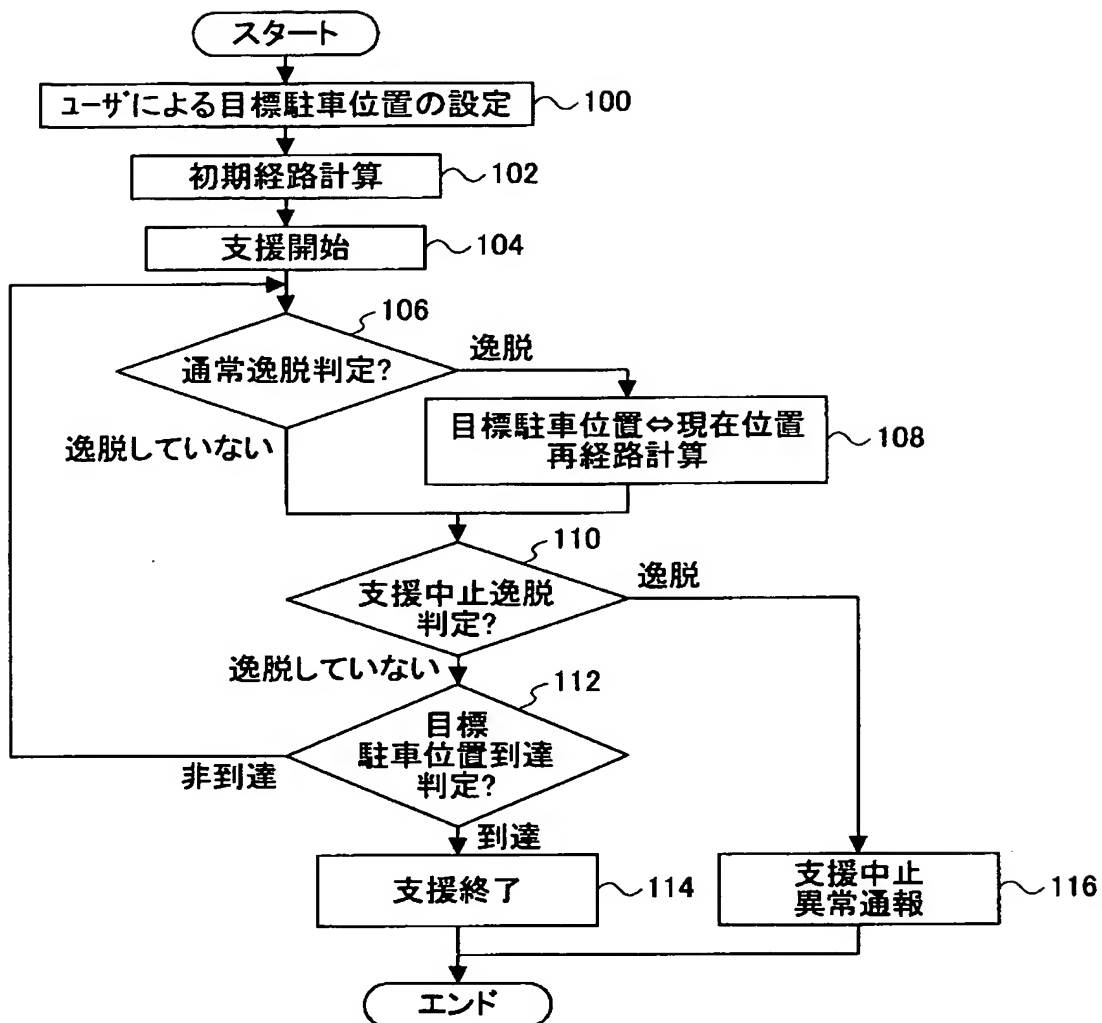 スタート
ユーザによる目標駐車位置の設定
100
初期経路計算
102
支援開始
104
106
通常逸脱判定?
逸脱
逸脱していない
目標駐車位置⇔現在位置
再経路計算
108
110
支援中止逸脱
判定?
逸脱
逸脱していない
112
目標
駐車位置到達
判定?
非到達
到達
支援終了
114
支援中止
異常通報
116
エンド